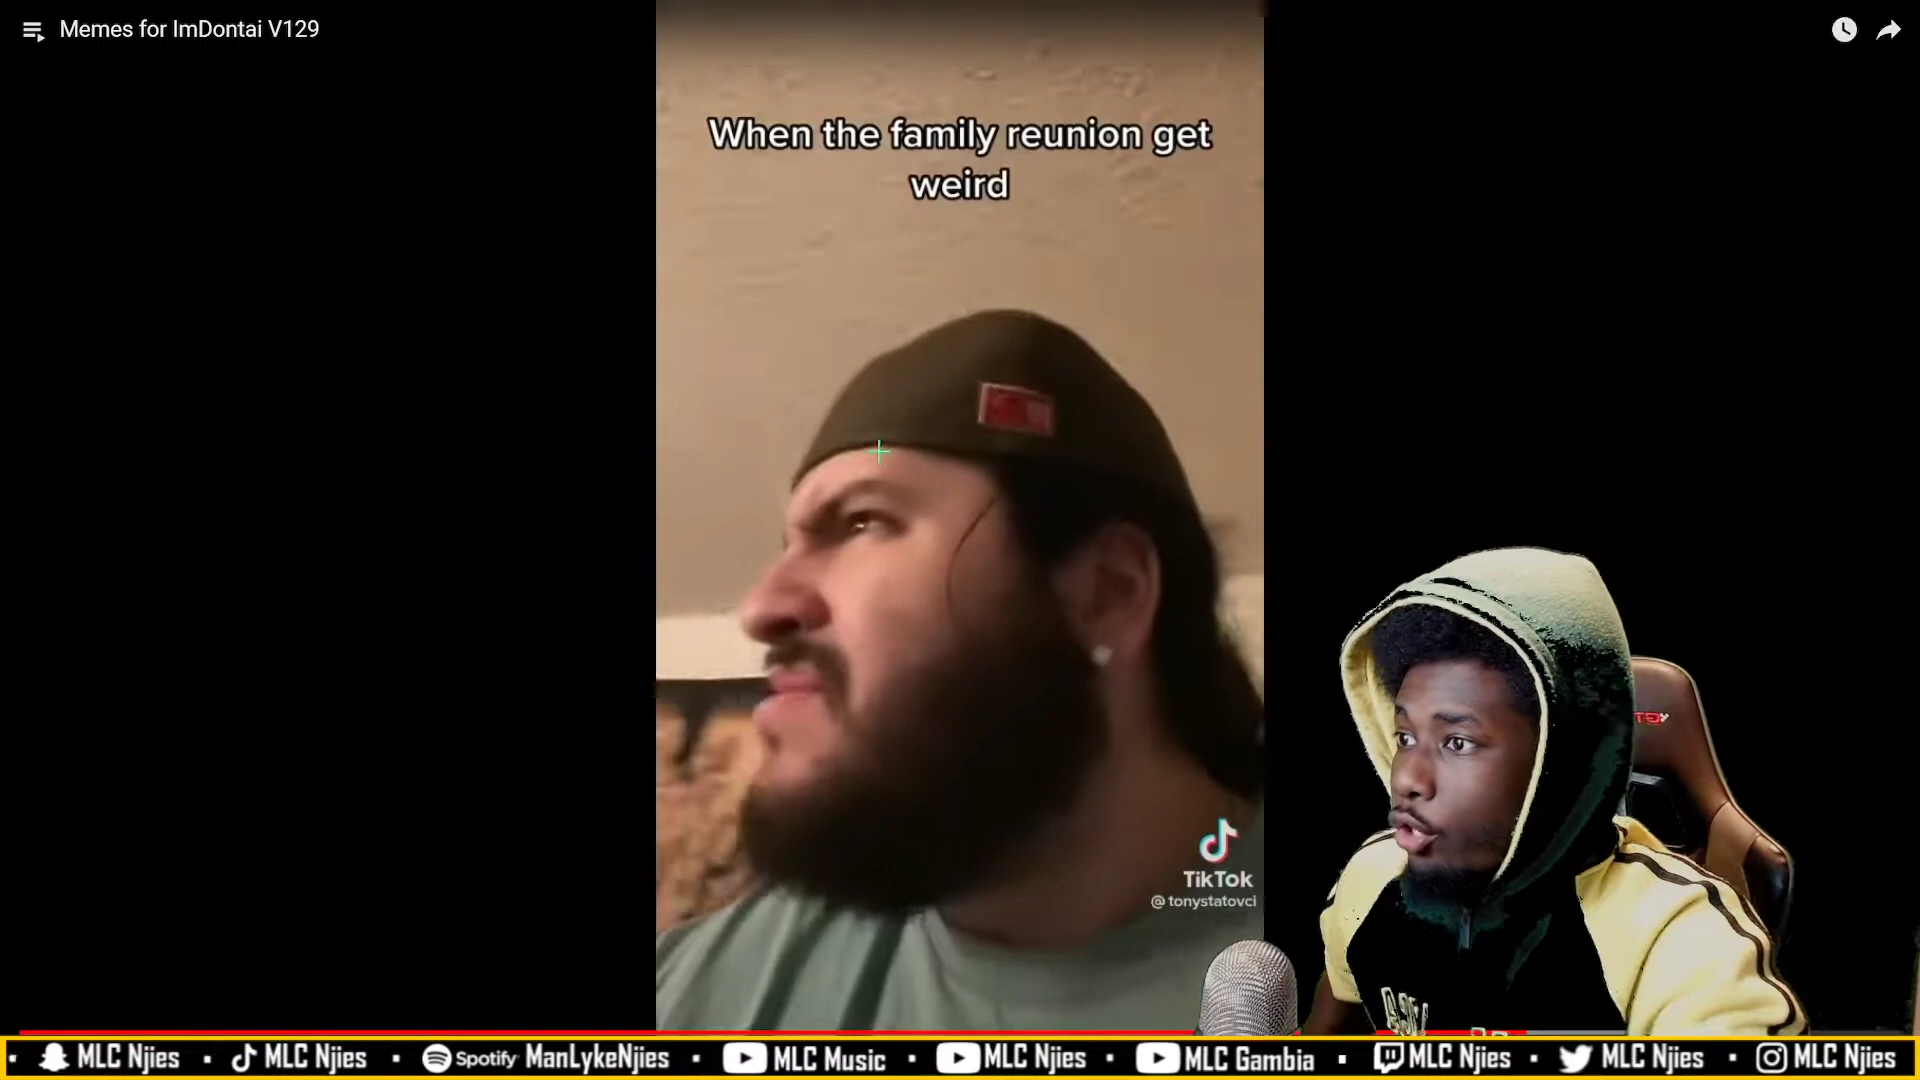 Memes for ImDontai V129
When the family reunion get
weird
TikTok
@tonystatovci
MLC Njies
MLC Njies
Spotify ManLykeNjies
MLC Music
MLC Njies
MLC Gambia
MLC Njies
MLC Njies
MLC Njies